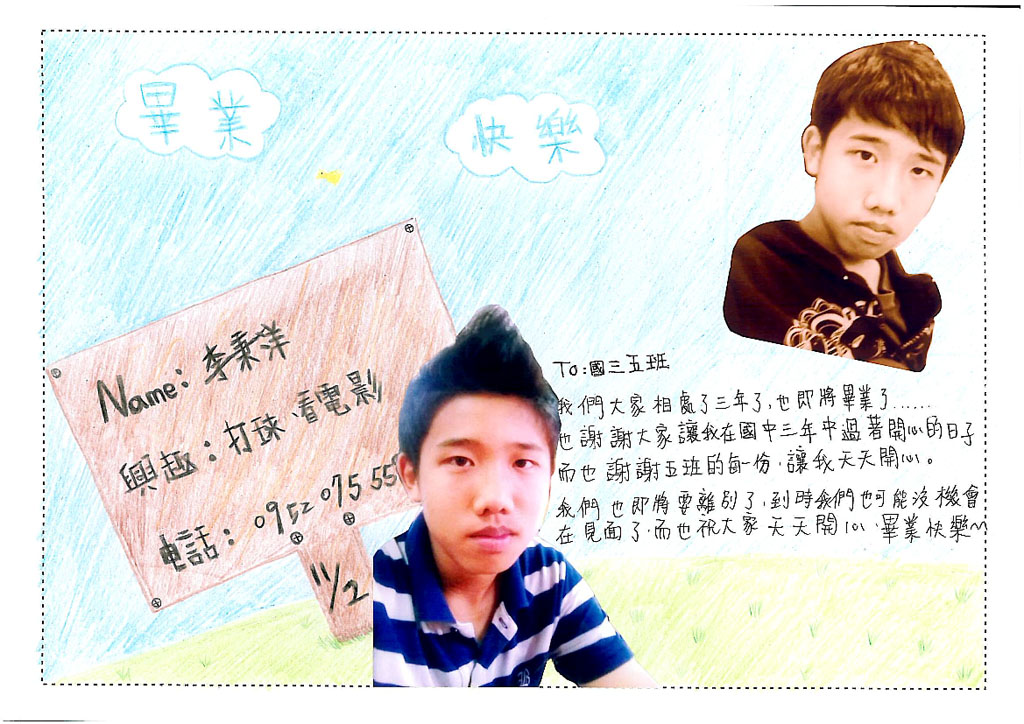 畢業
快樂
Name：李秉洋
興趣：打球、看電影
電話：0952 075 55
11/2
To：國三五班
我們大家相處了三年了，也即將畢業了……
也謝謝大家讓我在國中三年中過著開心的日子
而也謝謝五班的每一份，讓我天天開心。
我們也即將要離別了，到時我們也可能沒機會
在見面了，而也祝大家天天開心、畢業快樂~